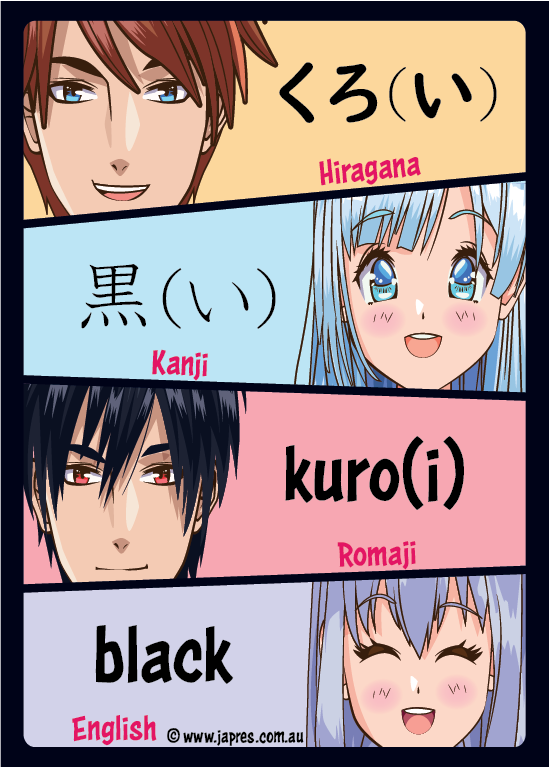 くろ(い)
Hiragana
黒(い)
Kanji
kuro(i)
Romaji
black
English © www.japres.com.au